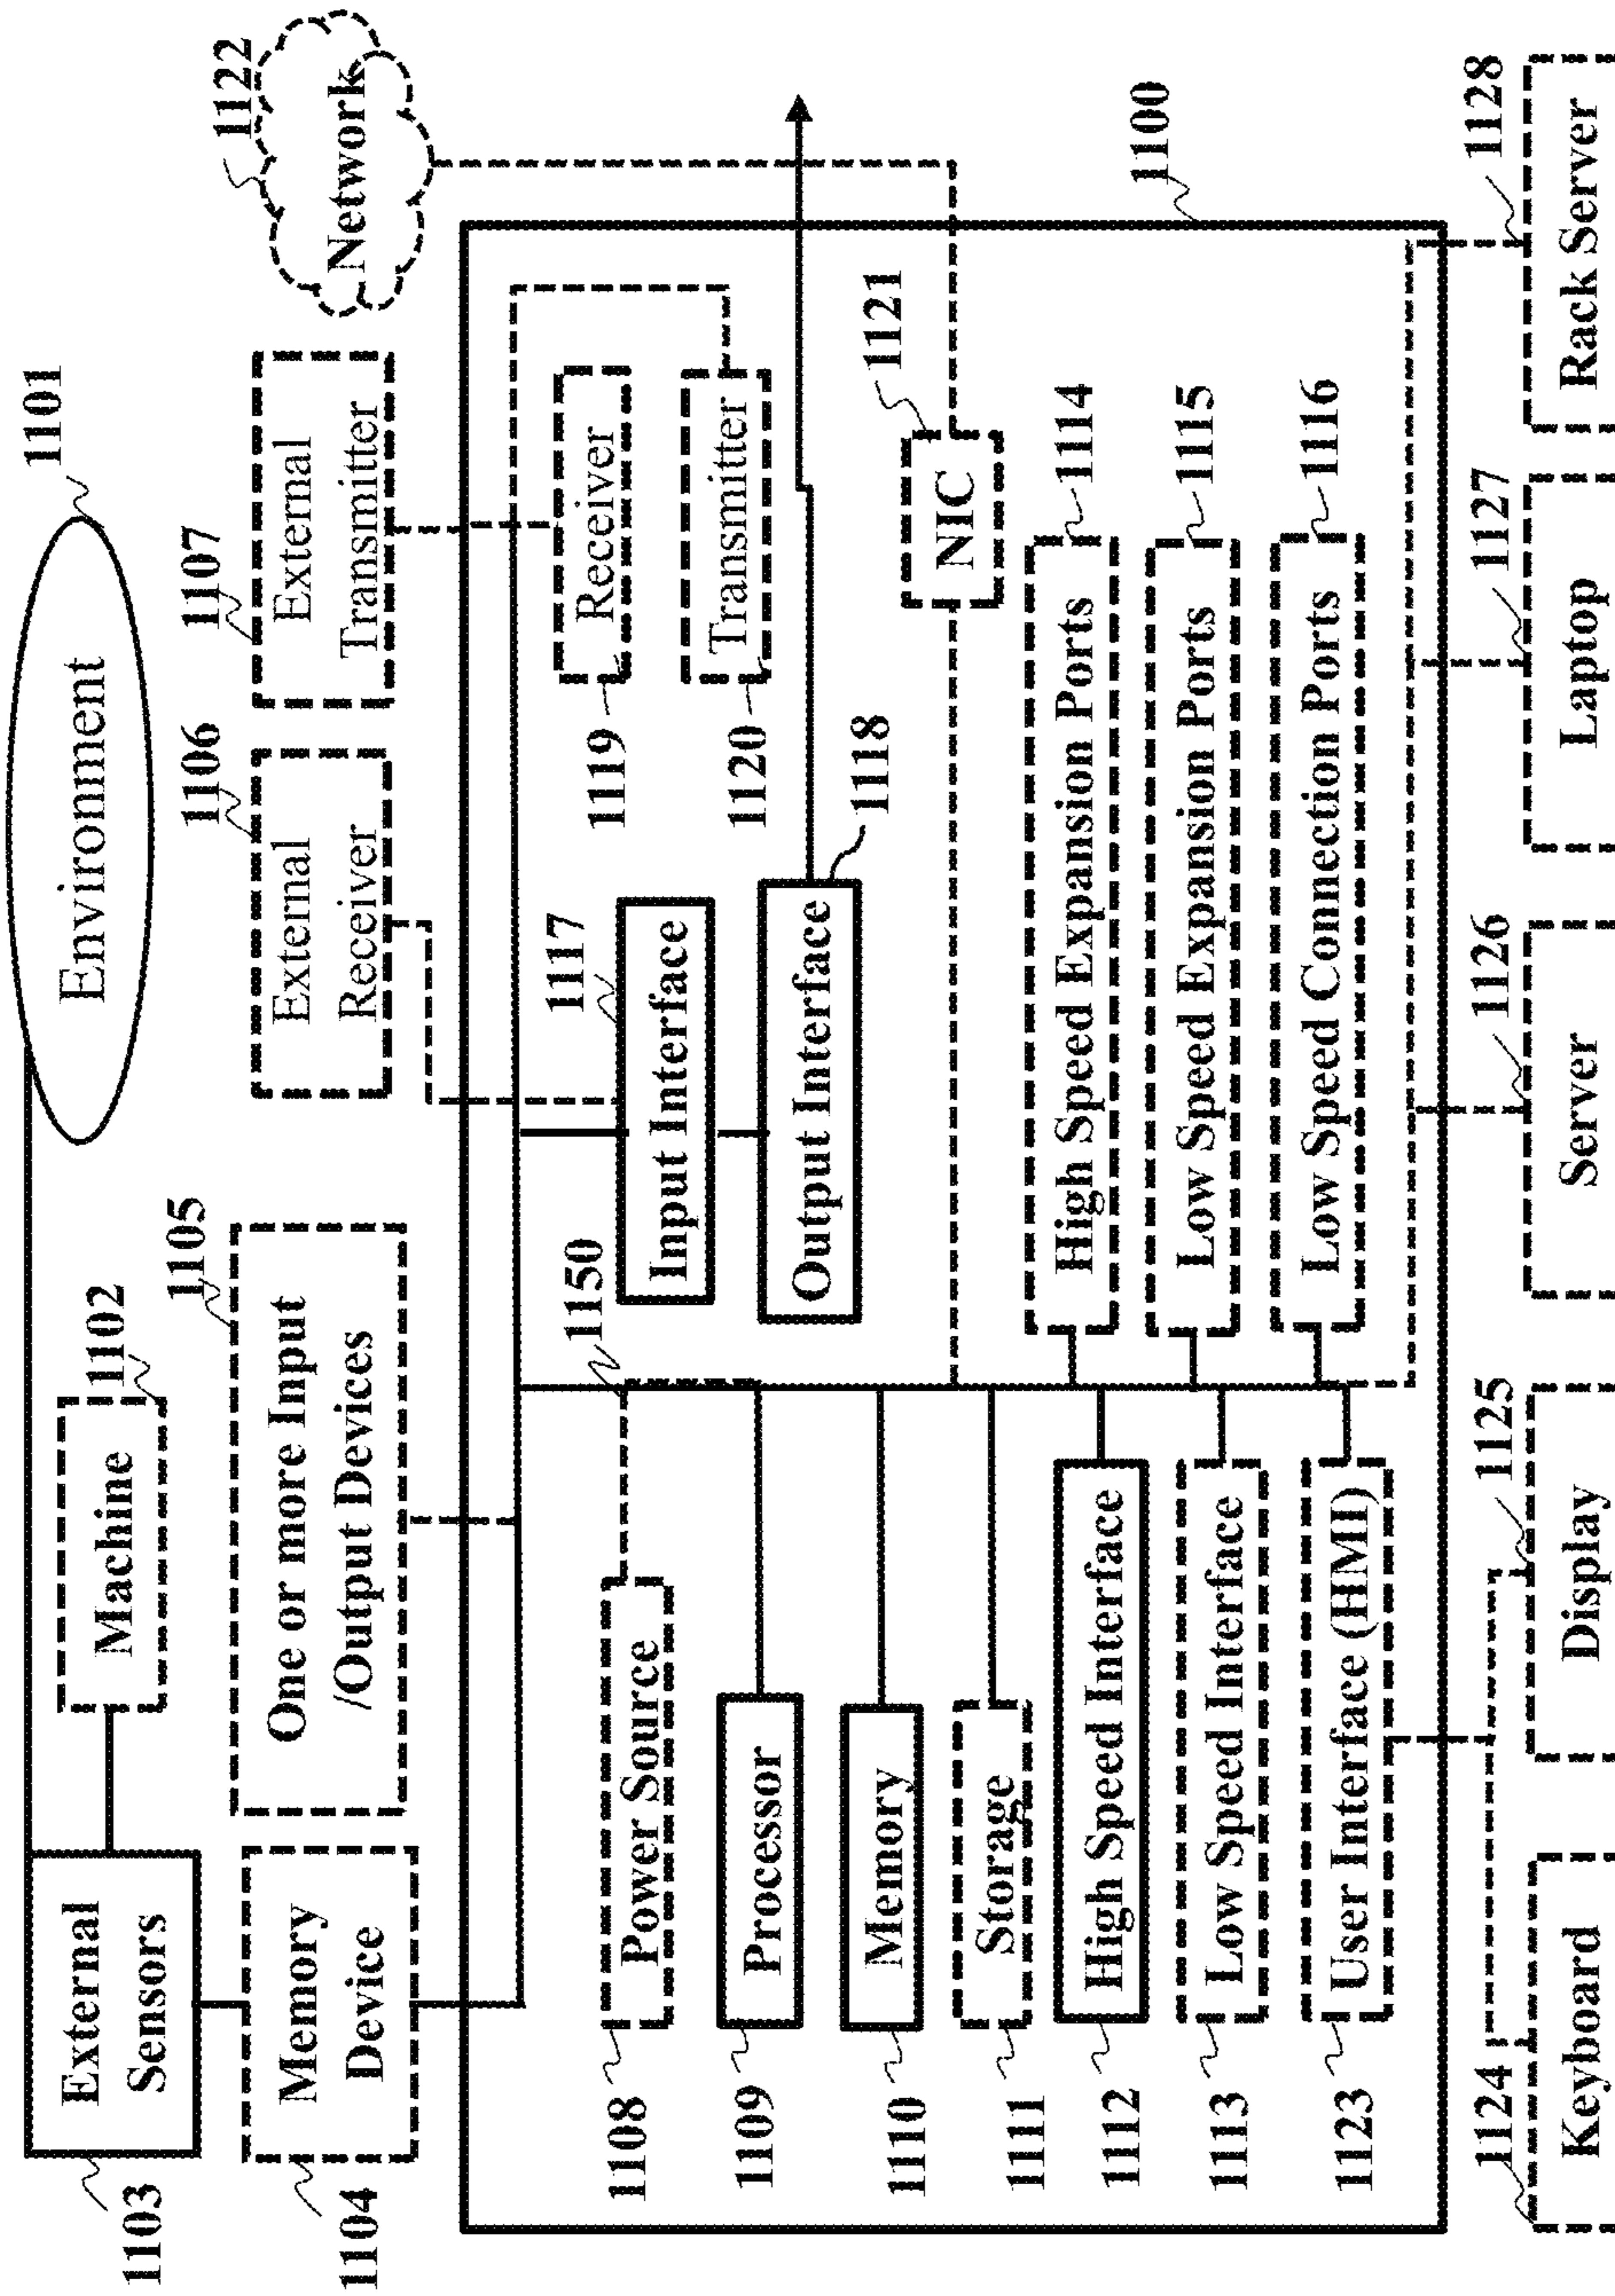 1101
Environment
1102
Machine
External
Sensors
1103
1105
One or more Input
/Output Devices
1106
External
Receiver
1107
External
Transmitter
1122
Network
Memory
Device
1104
1150
1117
Input Interface
1119
Receiver
1120
Transmitter
Output Interface
1118
1108
Power Source
1109
Processor
1110
Memory
1121
NIC
1111
Storage
1112
High Speed Interface
High Speed Expansion Ports
1114
1100
1113
Low Speed Interface
Low Speed Expansion Ports
1115
1123
User Interface (HMI)
Low Speed Connection Ports
1116
1124
Keyboard
1125
Display
1126
Server
1127
Laptop
1128
Rack Server